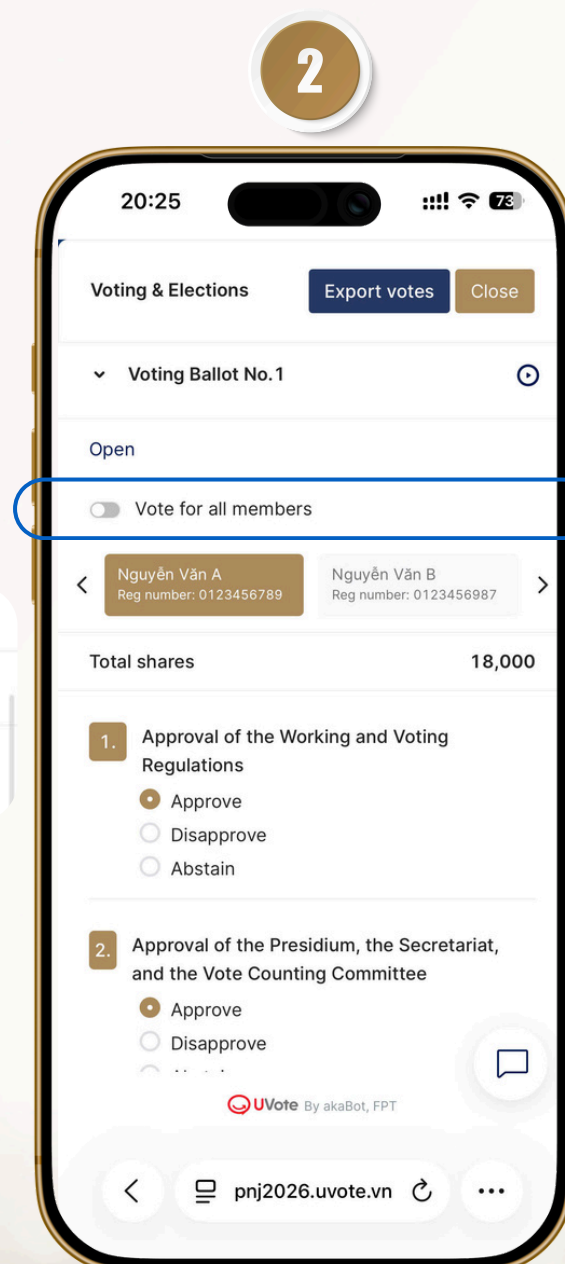 2
20:25
73
Voting & Elections
Export votes
Close
Voting Ballot No.1
Open
Vote for all members
Nguyễn Văn A
Reg number: 0123456789
Nguyễn Văn B
Reg number: 0123456987
Total shares
18,000
1.
Approval of the Working and Voting
Regulations
Approve
Disapprove
Abstain
2.
Approval of the Presidium, the Secretariat,
and the Vote Counting Committee
Approve
Disapprove
UVote By akaBot, FPT
pnj2026.uvote.vn